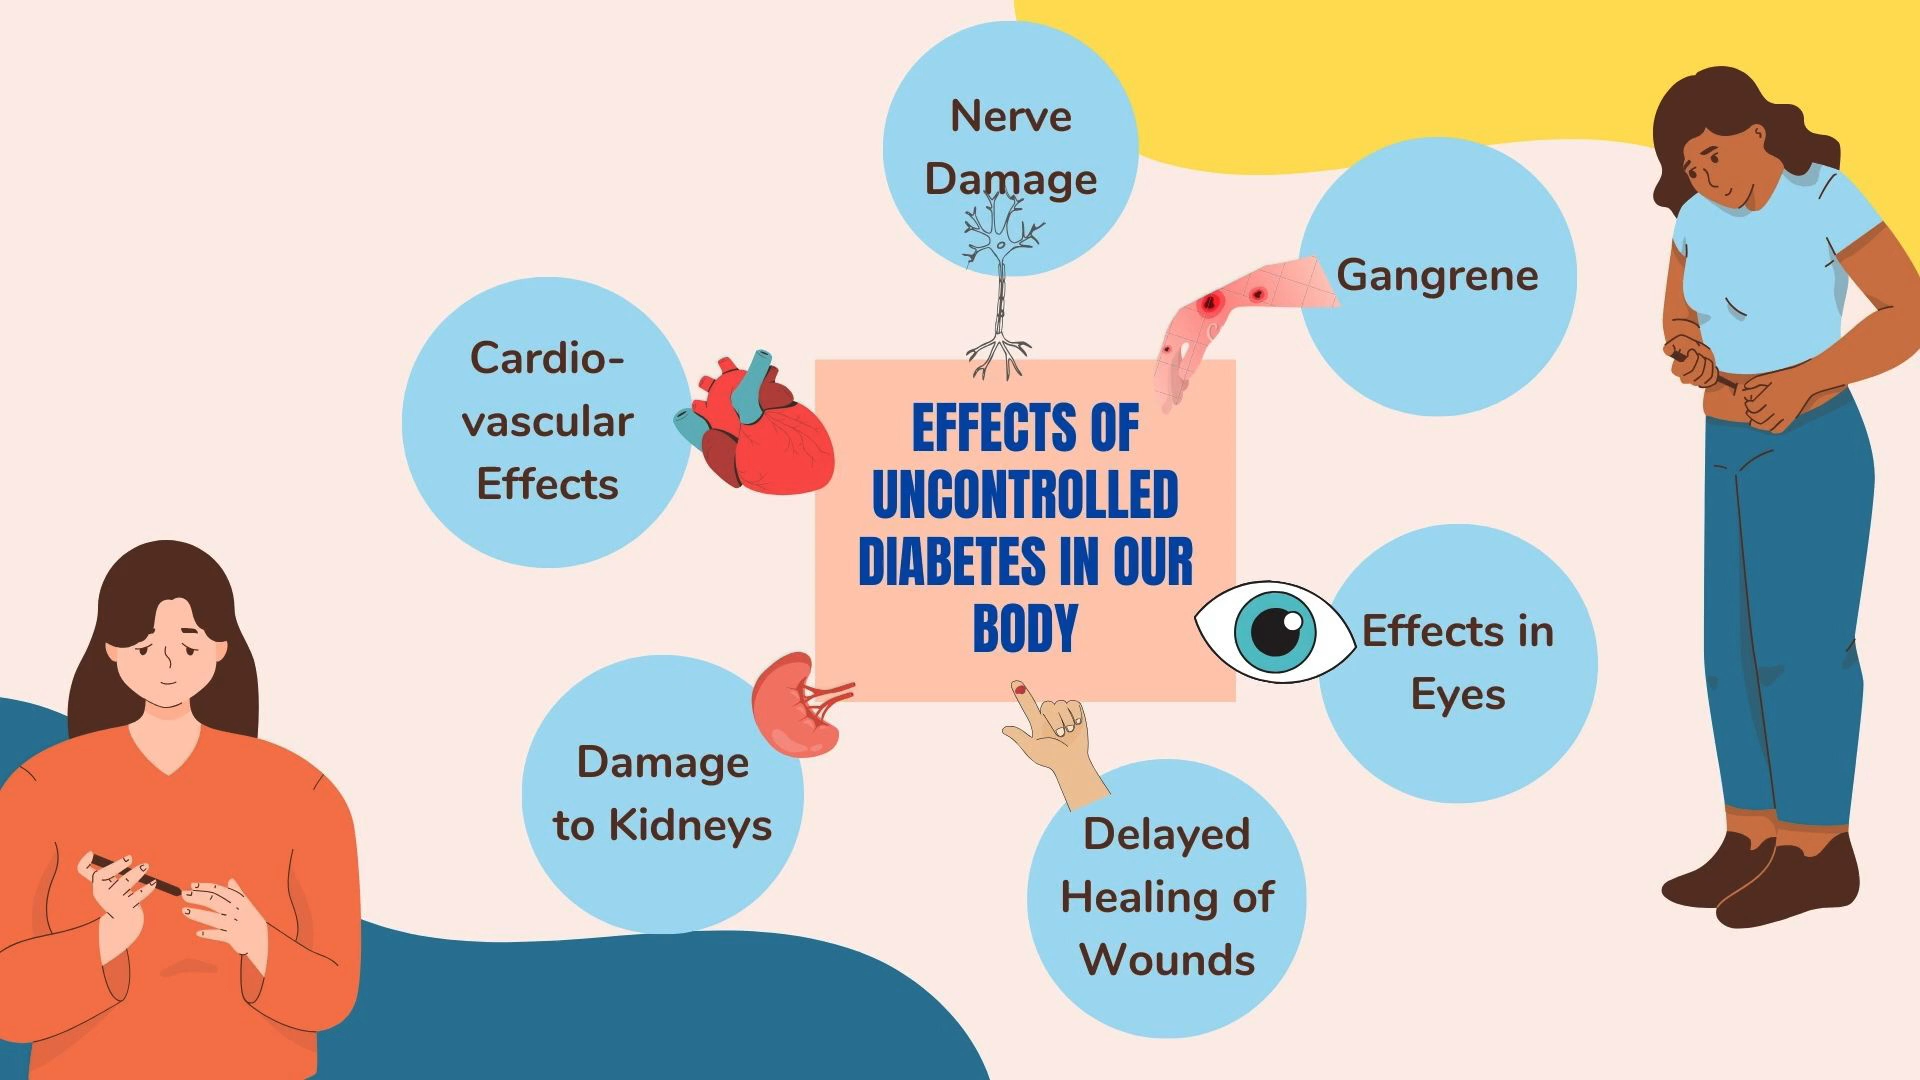 Nerve
Damage
Gangrene
Cardio-
vascular
Effects
EFFECTS OF
UNCONTROLLED
DIABETES IN OUR
BODY
Effects in
Eyes
Damage
to Kidneys
Delayed
Healing of
Wounds